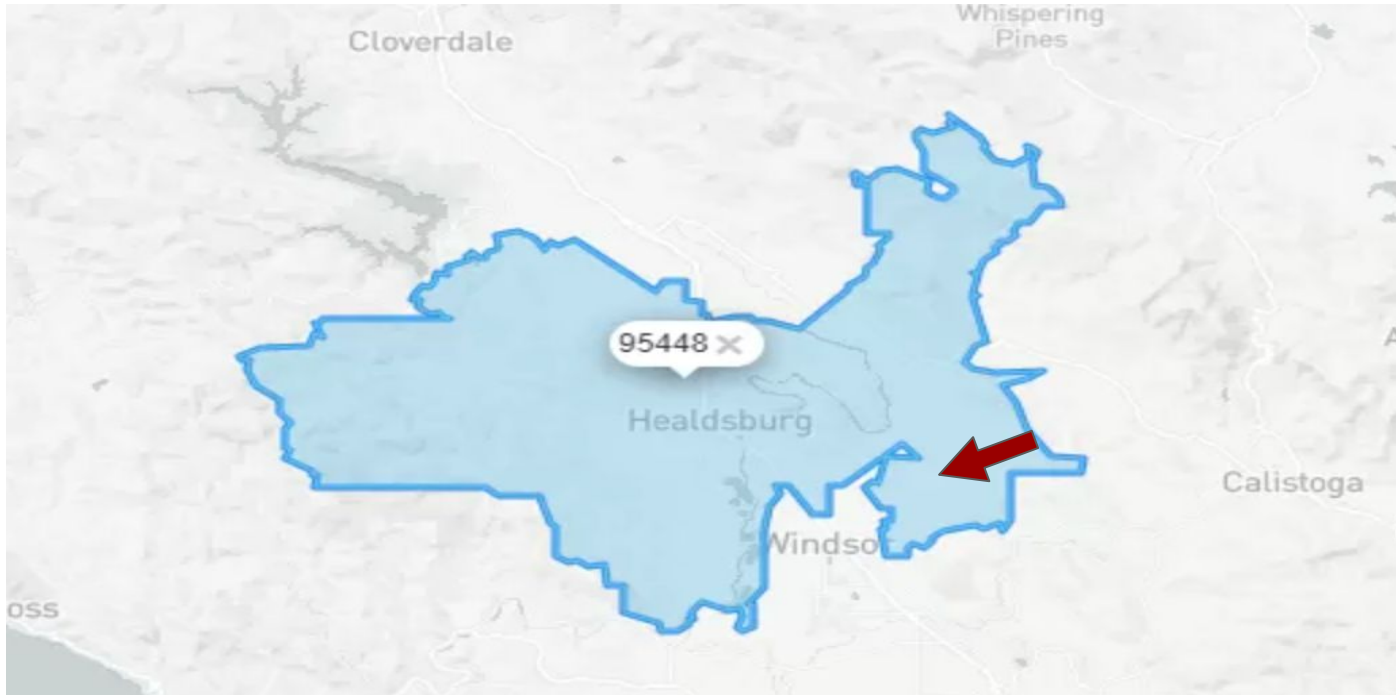 Whispering
Pines
Cloverdale
95448
Healdsburg
Calistoga
Windso
oss